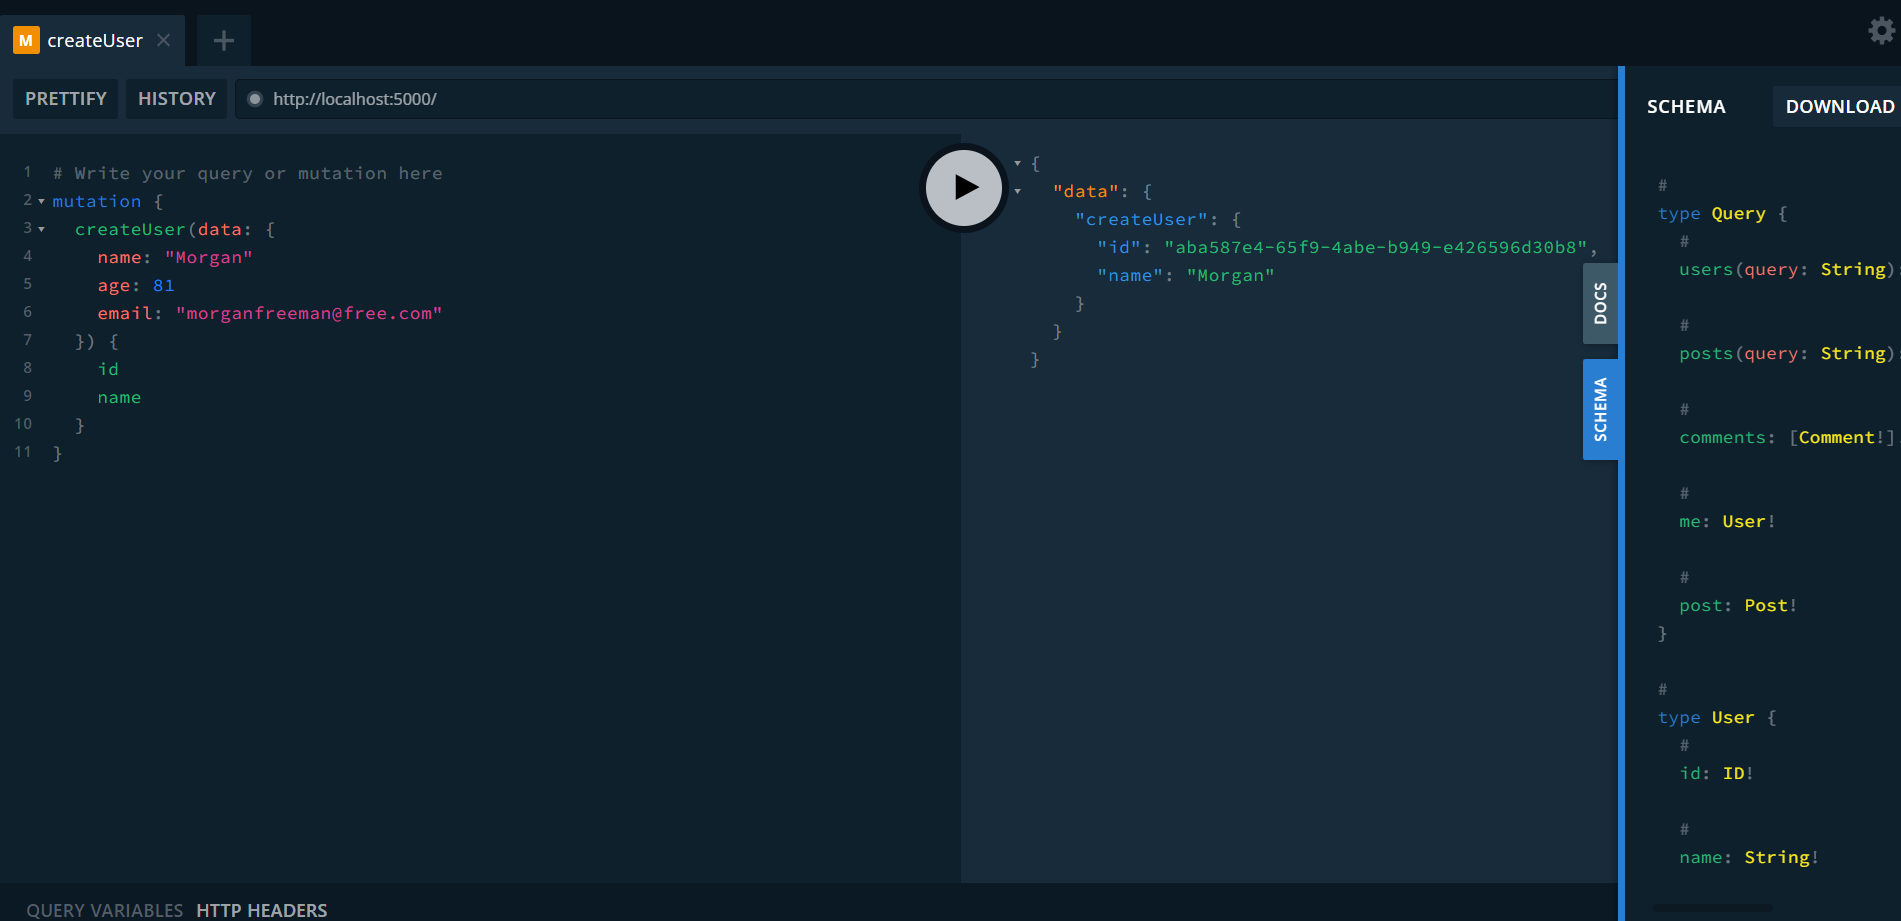 M createUser
PRETTIFY HISTORY http://localhost:5000/
1 # Write your query or mutation here
2 mutation {
3 createUser(data: {
4 name: "Morgan"
5 age: 81
6 email: "morganfreeman@free.com"
7 }) {
8 id
9 name
10 }
11 }
{
"data": {
"createUser": {
"id": "aba587e4-65f9-4abe-b949-e426596d30b8",
"name": "Morgan"
}
}
}
DOCS
SCHEMA
SCHEMA DOWNLOAD
#
type Query {
#
users(query: String)
#
posts(query: String)
#
comments: [Comment!]
#
me: User!
#
post: Post!
}
#
type User {
#
id: ID!
#
name: String!
QUERY VARIABLES HTTP HEADERS